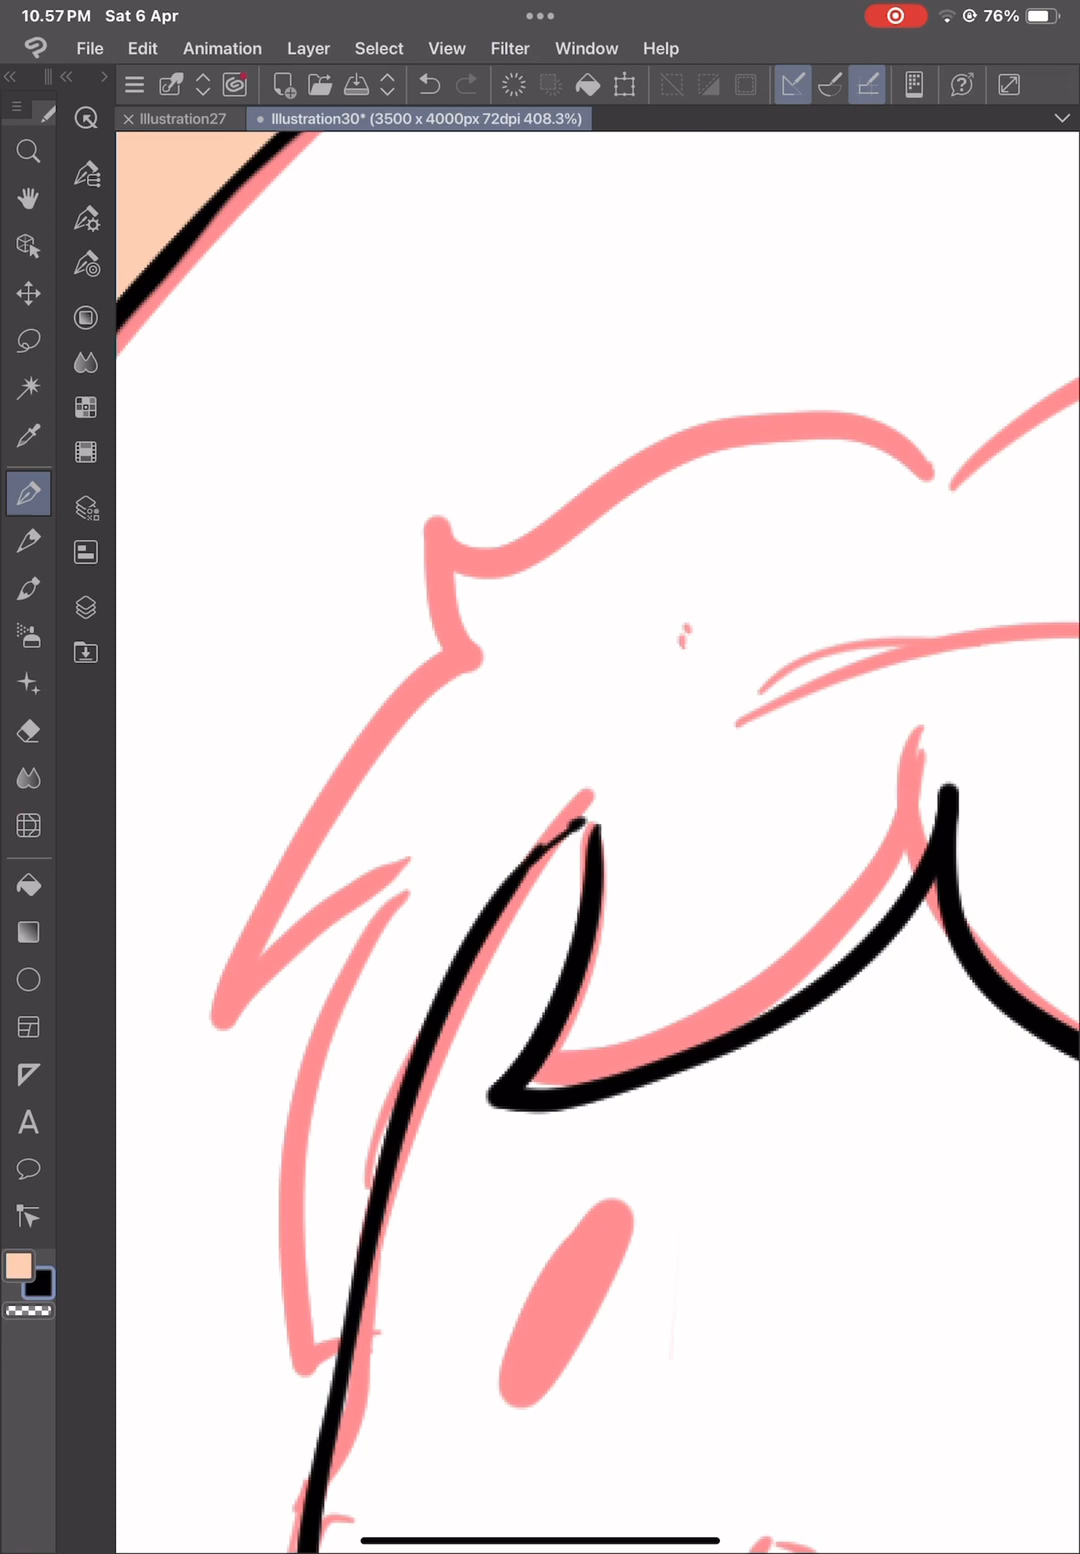 10.57 PM Sat 6 Apr 76%
File Edit Animation Layer Select View Filter Window Help
Illustration27 Illustration30* (3500 x 4000px 72dpi 408.3%)
A